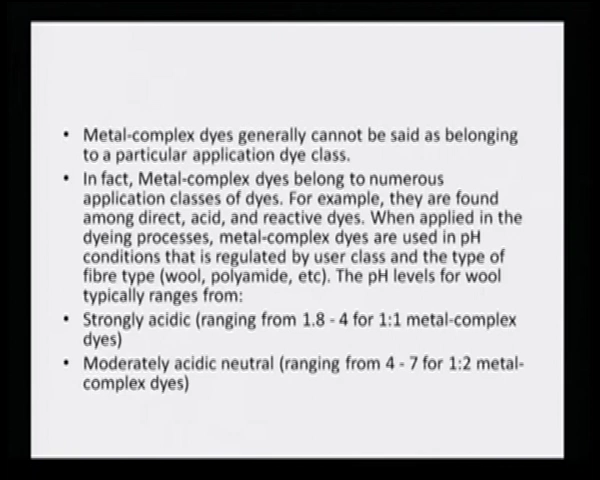 • Metal-complex dyes generally cannot be said as belonging
to a particular application dye class.
• In fact, Metal-complex dyes belong to numerous
application classes of dyes. For example, they are found
among direct, acid, and reactive dyes. When applied in the
dyeing processes, metal-complex dyes are used in pH
conditions that is regulated by user class and the type of
fibre type (wool, polyamide, etc). The pH levels for wool
typically ranges from:
• Strongly acidic (ranging from 1.8 - 4 for 1:1 metal-complex
dyes)
• Moderately acidic neutral (ranging from 4 - 7 for 1:2 metal-
complex dyes)